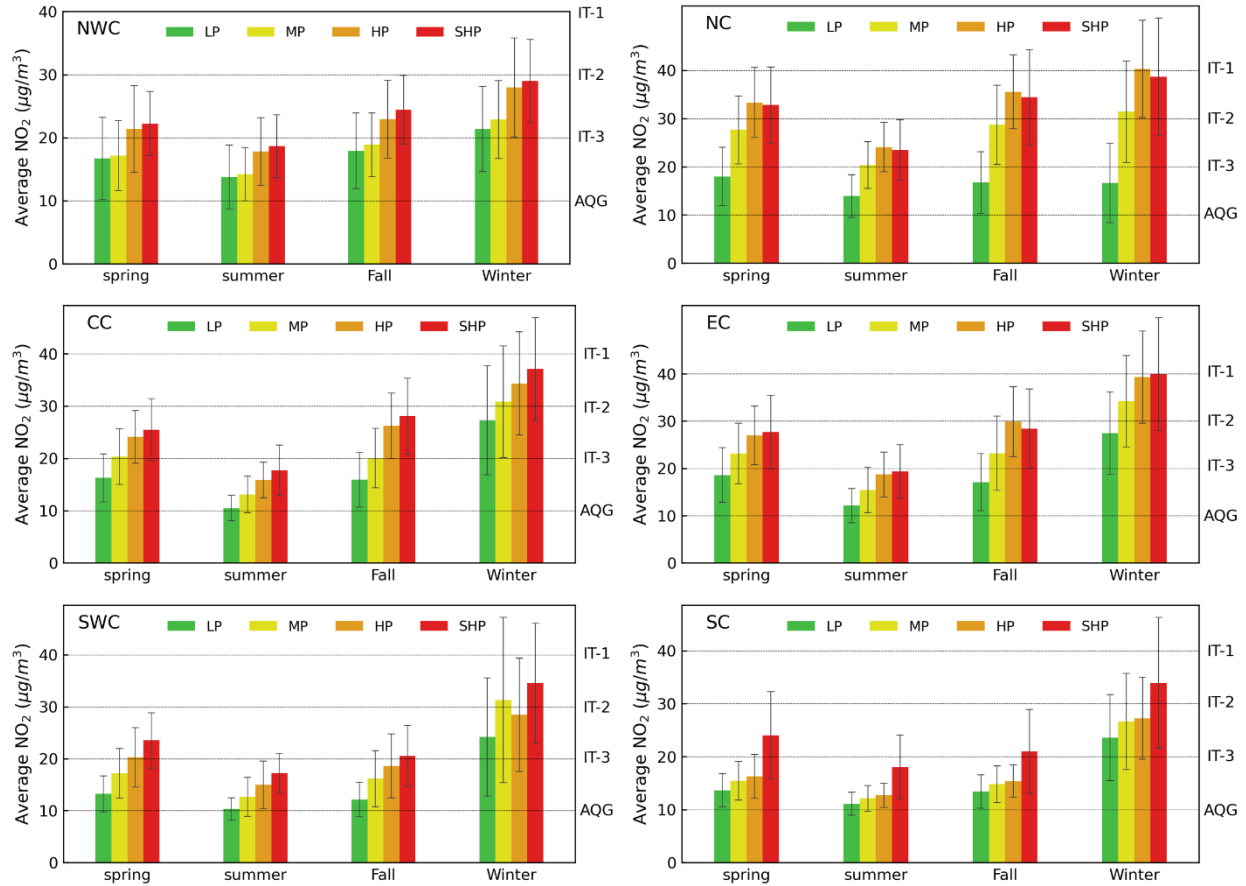 NWC
LP MP HP SHP
Average NO₂ (μg/m³)
40
30
20
10
0
IT-1
IT-2
IT-3
AQG
spring summer Fall Winter
NC
LP MP HP SHP
Average NO₂ (μg/m³)
40
30
20
10
0
IT-1
IT-2
IT-3
AQG
spring summer Fall Winter
CC
LP MP HP SHP
Average NO₂ (μg/m³)
40
30
20
10
0
IT-1
IT-2
IT-3
AQG
spring summer Fall Winter
EC
LP MP HP SHP
Average NO₂ (μg/m³)
40
30
20
10
0
IT-1
IT-2
IT-3
AQG
spring summer Fall Winter
SWC
LP MP HP SHP
Average NO₂ (μg/m³)
40
30
20
10
0
IT-1
IT-2
IT-3
AQG
spring summer Fall Winter
SC
LP MP HP SHP
Average NO₂ (μg/m³)
40
30
20
10
0
IT-1
IT-2
IT-3
AQG
spring summer Fall Winter